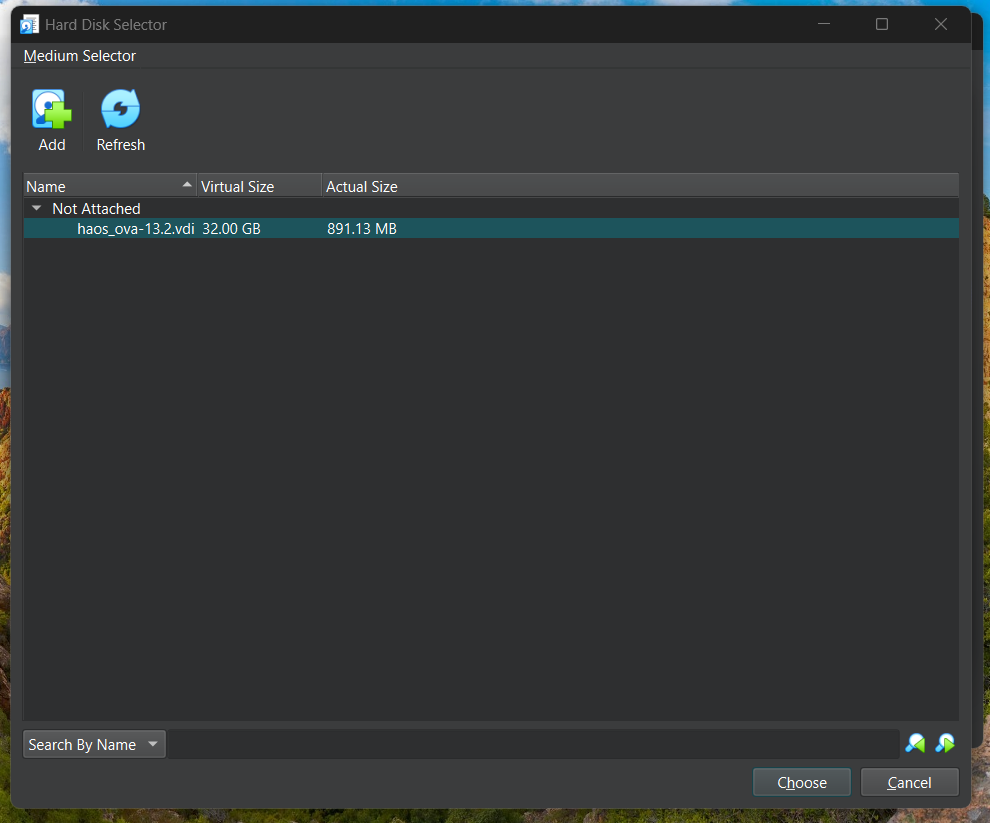 Hard Disk Selector
Medium Selector
Add Refresh
Name Virtual Size Actual Size
Not Attached
haos_ova-13.2.vdi 32.00 GB 891.13 MB
Search By Name
Choose Cancel